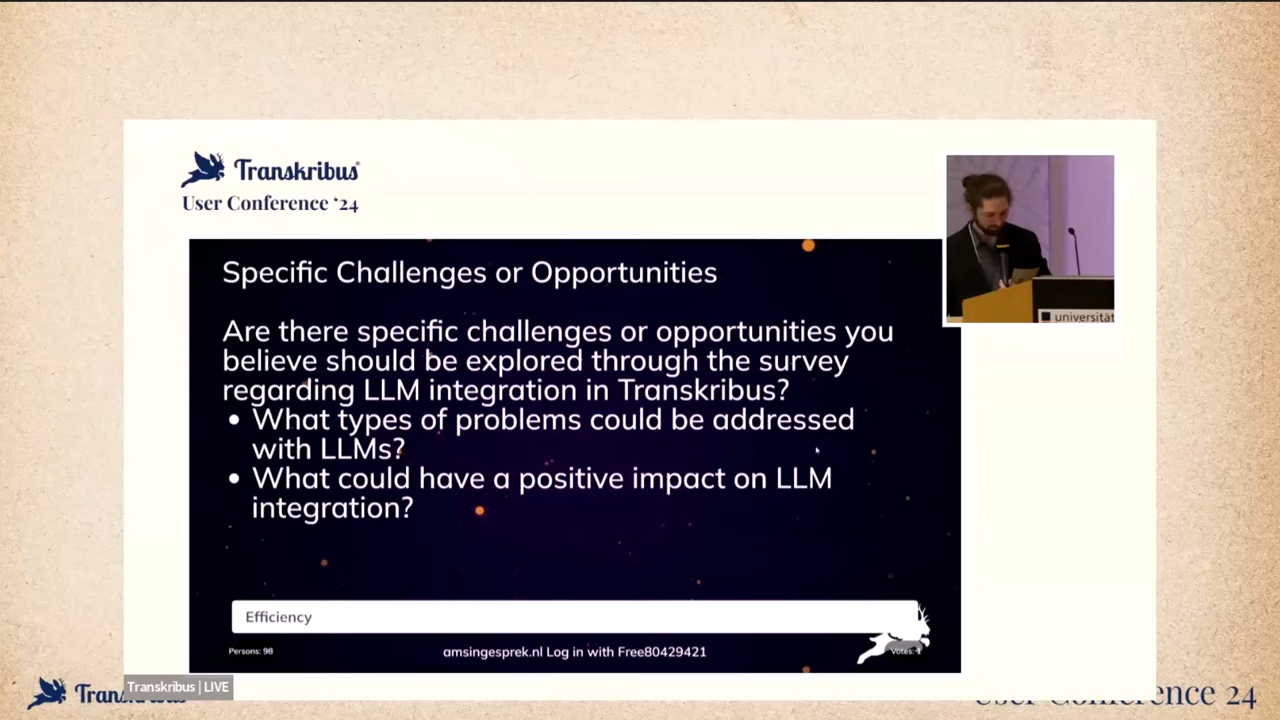 Transkribus
User Conference ‘24
Specific Challenges or Opportunities
Are there specific challenges or opportunities you
believe should be explored through the survey
regarding LLM integration in Transkribus?
• What types of problems could be addressed
with LLMs?
• What could have a positive impact on LLM
integration?
Efficiency
Persons: 98
amsingesprek.nl Log in with Free80429421
Votes: 1
universität
Transkribus | LIVE
Transkribus
User Conference 24